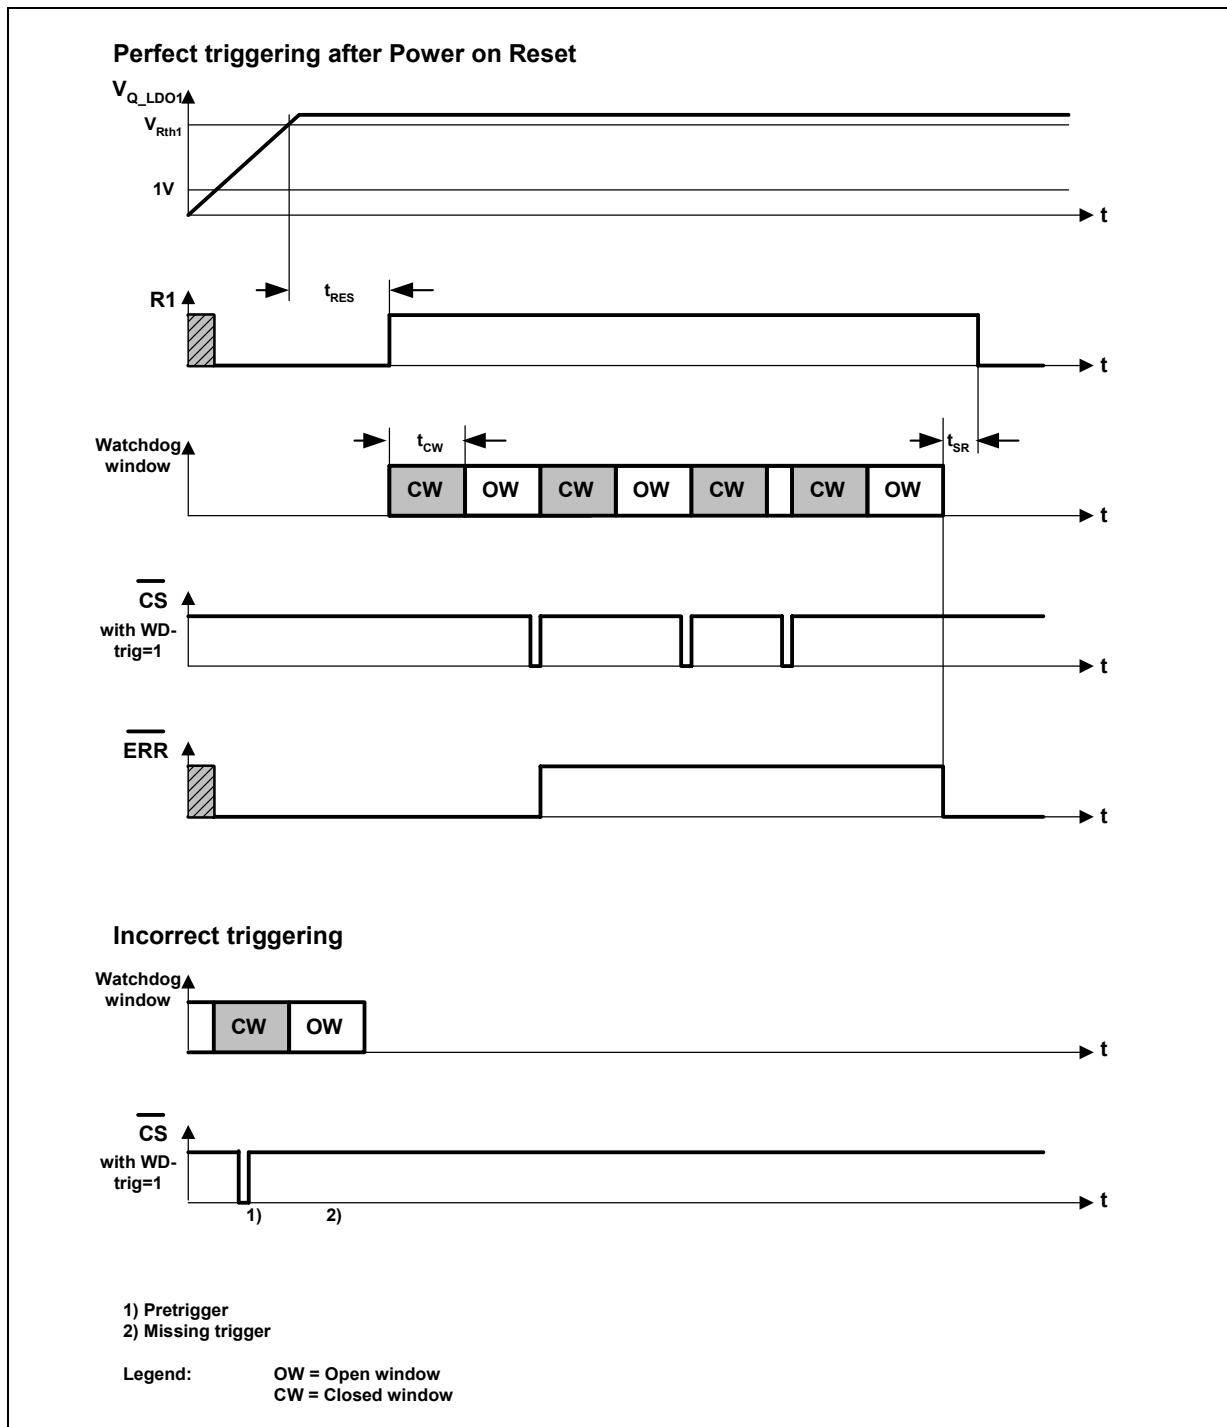 Perfect triggering after Power on Reset
V_Q_LDO1
V_Rth1
1V
t
t_RES
R1
t
Watchdog
window
t_CW
t_SR
CW OW CW OW CW CW OW
t
CS
with WD-
trig=1
t
ERR
t
Incorrect triggering
Watchdog
window
CW OW
t
CS
with WD-
trig=1
t
1) 2)
1) Pretrigger
2) Missing trigger
Legend: OW = Open window
CW = Closed window